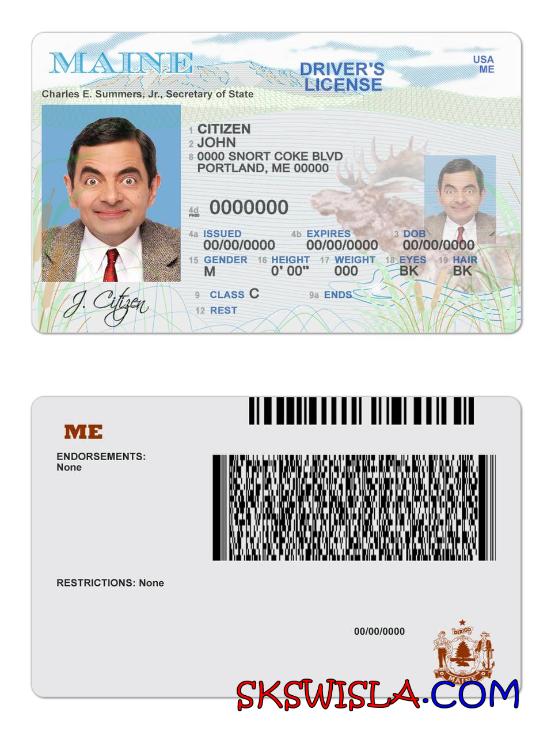 MAINE
DRIVER'S
LICENSE
USA
ME
Charles E. Summers, Jr., Secretary of State
1 CITIZEN
2 JOHN
8 0000 SNORT COKE BLVD
PORTLAND, ME 00000
4d 0000000
4a ISSUED 4b EXPIRES 3 DOB
00/00/0000 00/00/0000 00/00/0000
15 GENDER 16 HEIGHT 17 WEIGHT 18 EYES 19 HAIR
M 0' 00" 000 BK BK
J. Citizen
9 CLASS C 9a ENDS
12 REST
ME
ENDORSEMENTS:
None
RESTRICTIONS: None
00/00/0000
DIRIGO
MAINE
SKSWISLA.COM